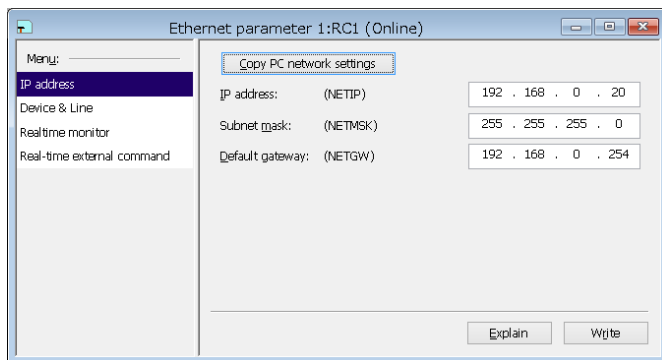 Ethernet parameter 1:RC1 (Online)
Menu:
IP address
Device & Line
Realtime monitor
Real-time external command
Copy PC network settings
IP address: (NETIP) 192 . 168 . 0 . 20
Subnet mask: (NETMSK) 255 . 255 . 255 . 0
Default gateway: (NETGW) 192 . 168 . 0 . 254
Explain Write